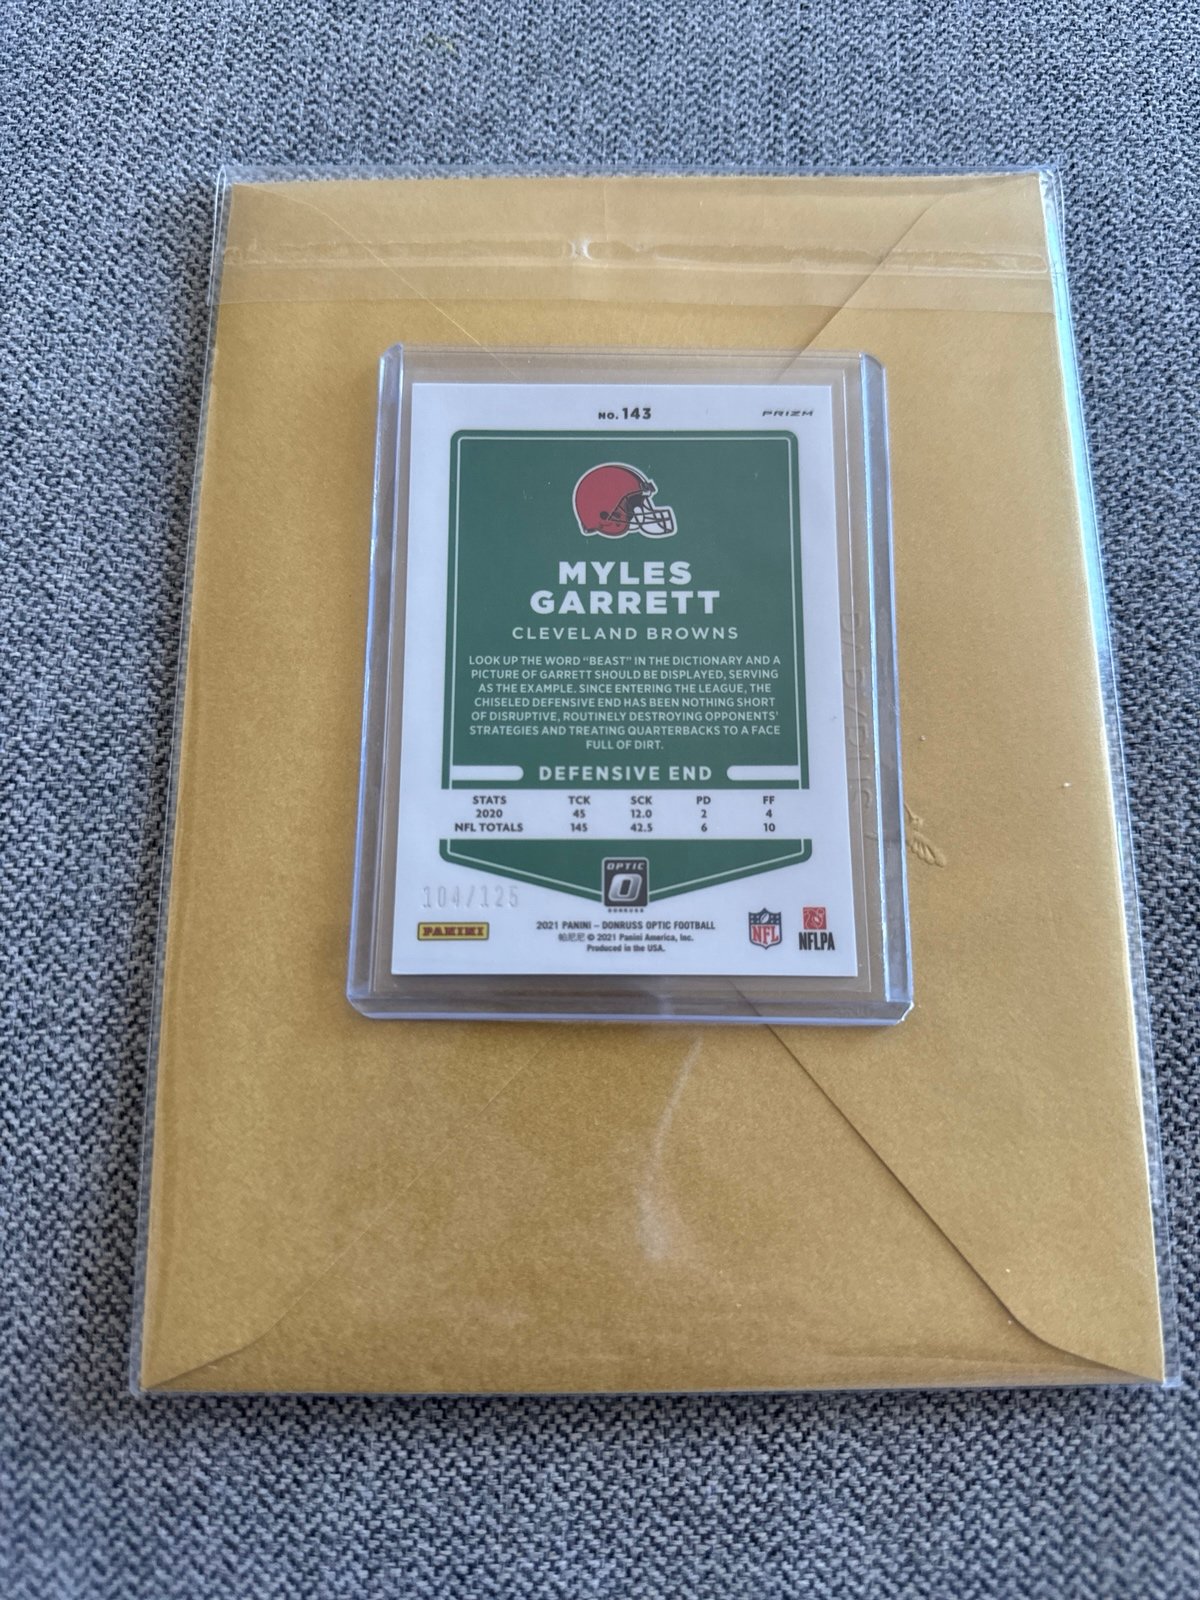 NO. 143
PRIZM
MYLES
GARRETT
CLEVELAND BROWNS
LOOK UP THE WORD "BEAST" IN THE DICTIONARY AND A
PICTURE OF GARRETT SHOULD BE DISPLAYED, SERVING
AS THE EXAMPLE. SINCE ENTERING THE LEAGUE, THE
CHISELED DEFENSIVE END HAS BEEN NOTHING SHORT
OF DISRUPTIVE, ROUTINELY DESTROYING OPPONENTS'
STRATEGIES AND TREATING QUARTERBACKS TO A FACE
FULL OF DIRT.
DEFENSIVE END
STATS TCK SCK PD FF
2020 45 12.0 2 4
NFL TOTALS 145 42.5 6 10
OPTIC
DONRUSS
104/125
PANINI
2021 PANINI – DONRUSS OPTIC FOOTBALL
帕尼尼 © 2021 Panini America, Inc.
Produced in the USA.
NFL
NFLPA